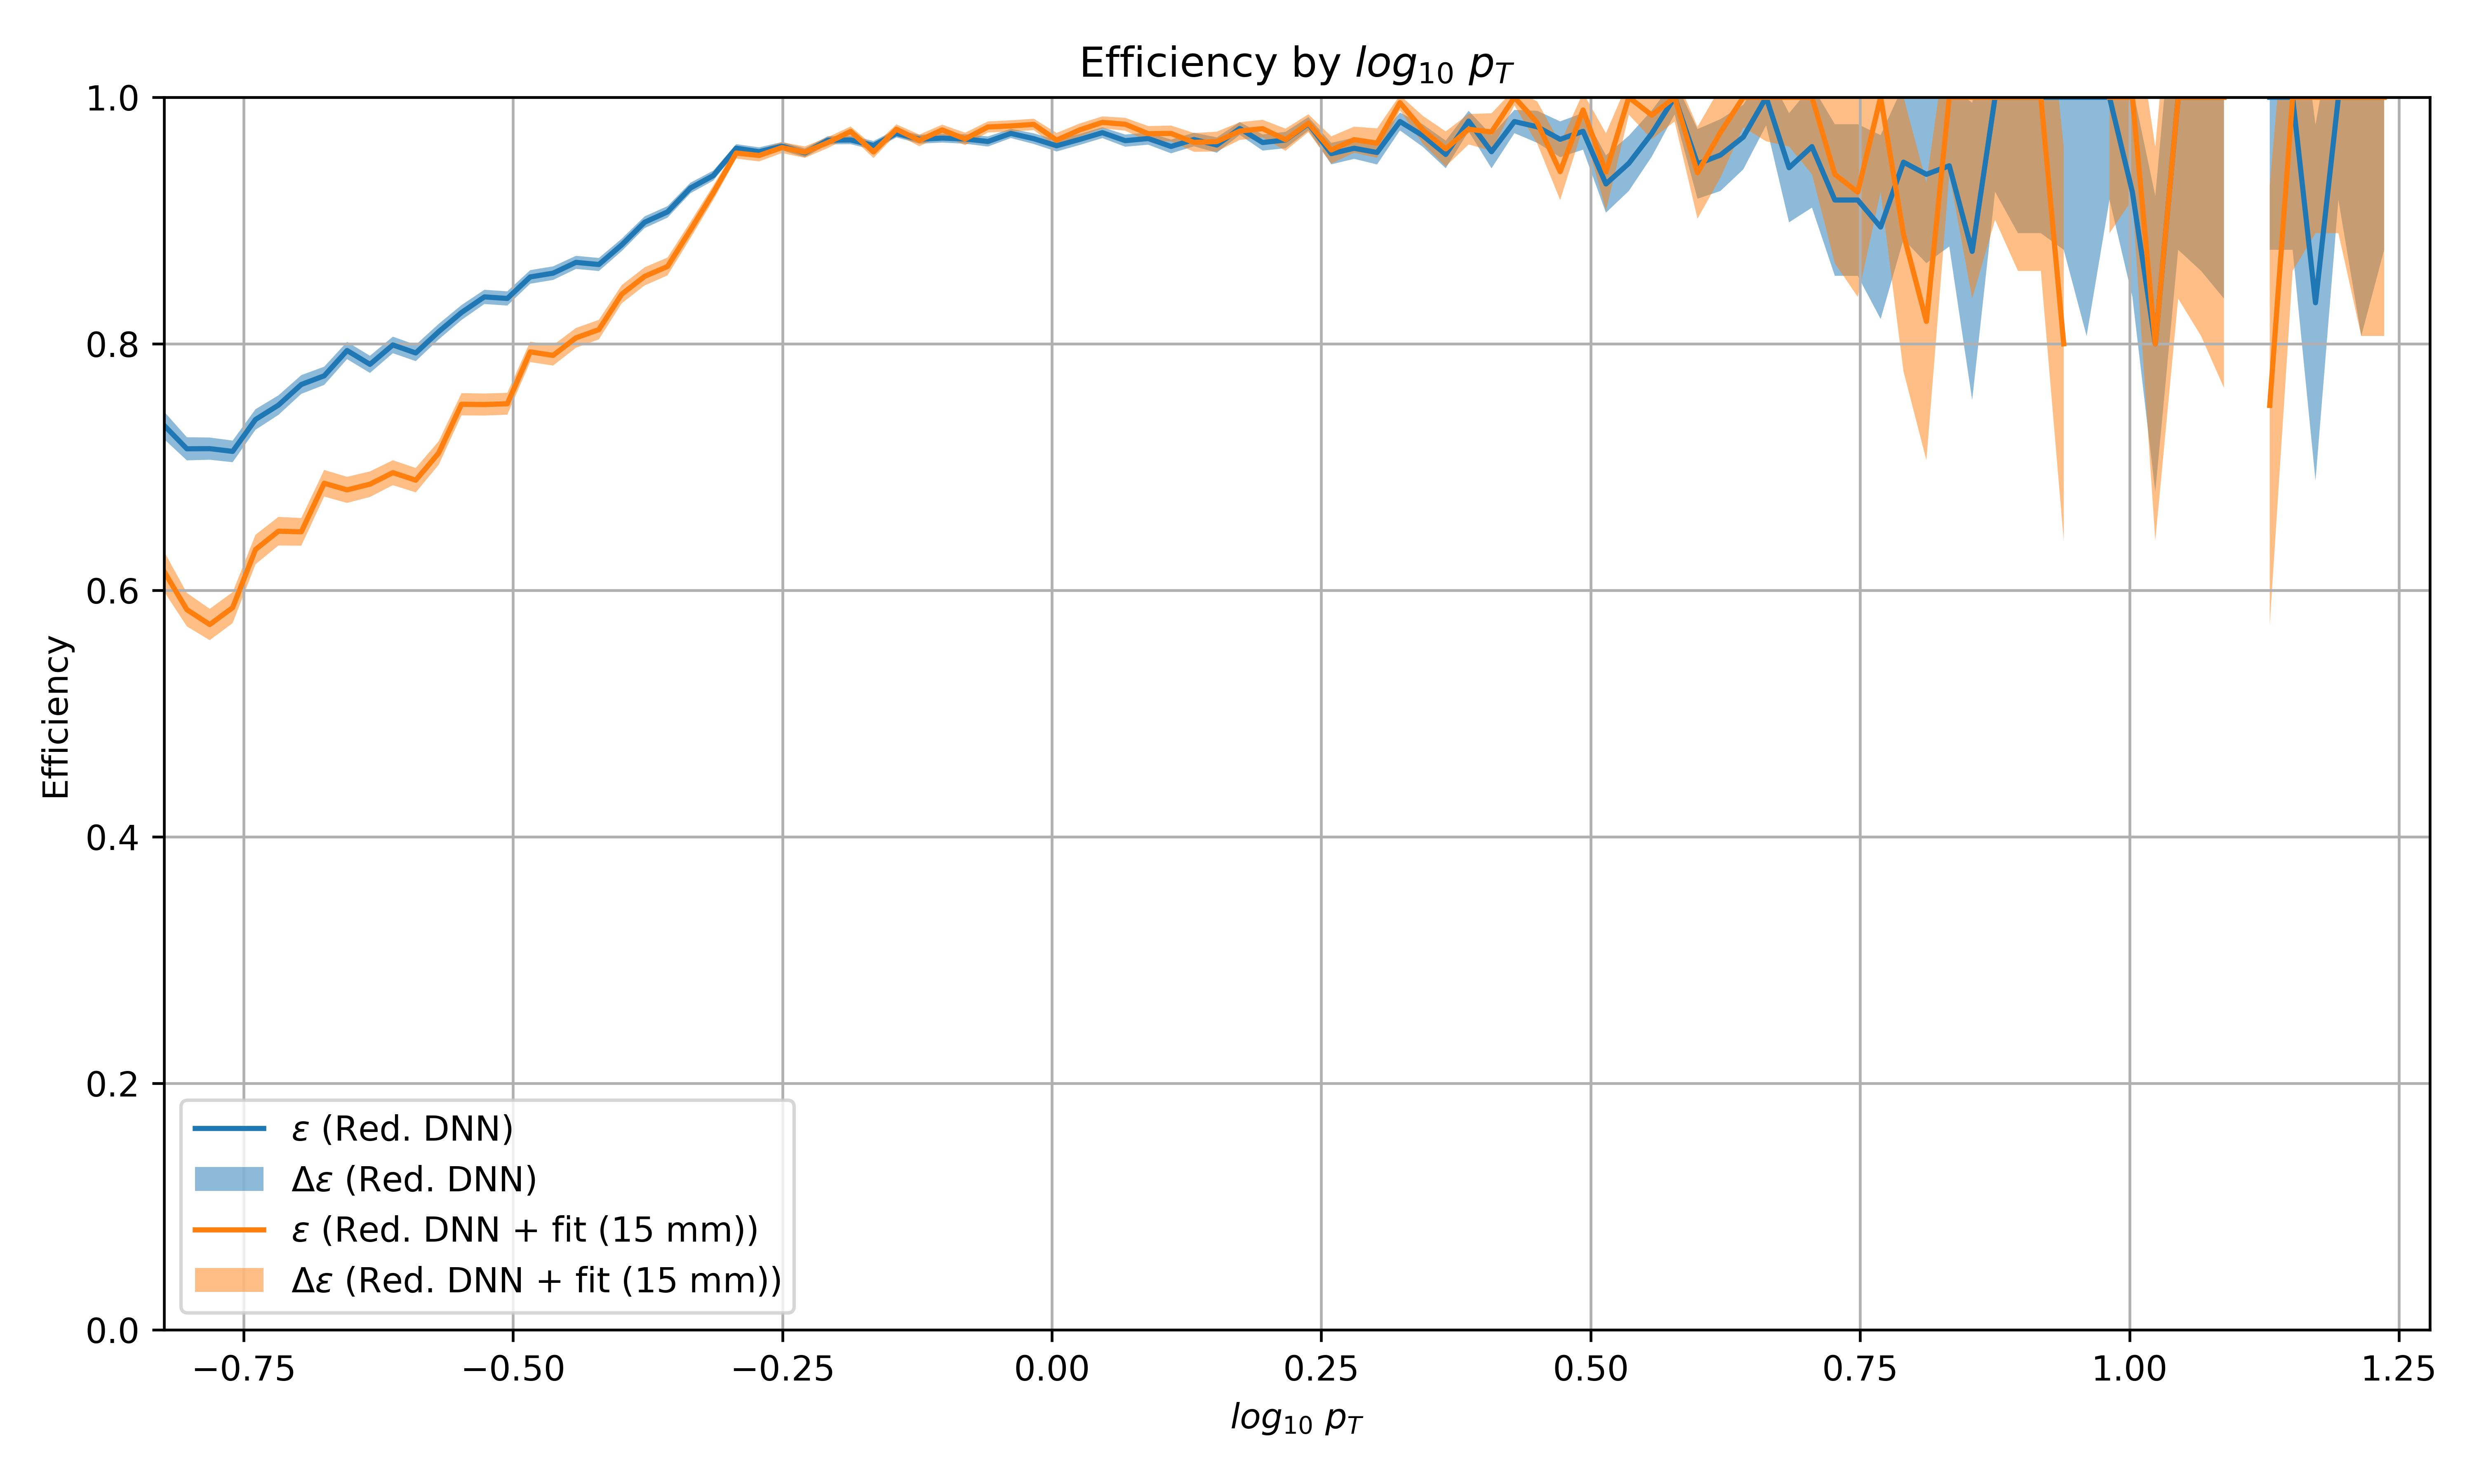 Efficiency by log₁₀ p_T
1.0
0.8
0.6
0.4
0.2
0.0
Efficiency
ε (Red. DNN)
Δε (Red. DNN)
ε (Red. DNN + fit (15 mm))
Δε (Red. DNN + fit (15 mm))
−0.75 −0.50 −0.25 0.00 0.25 0.50 0.75 1.00 1.25
log₁₀ p_T